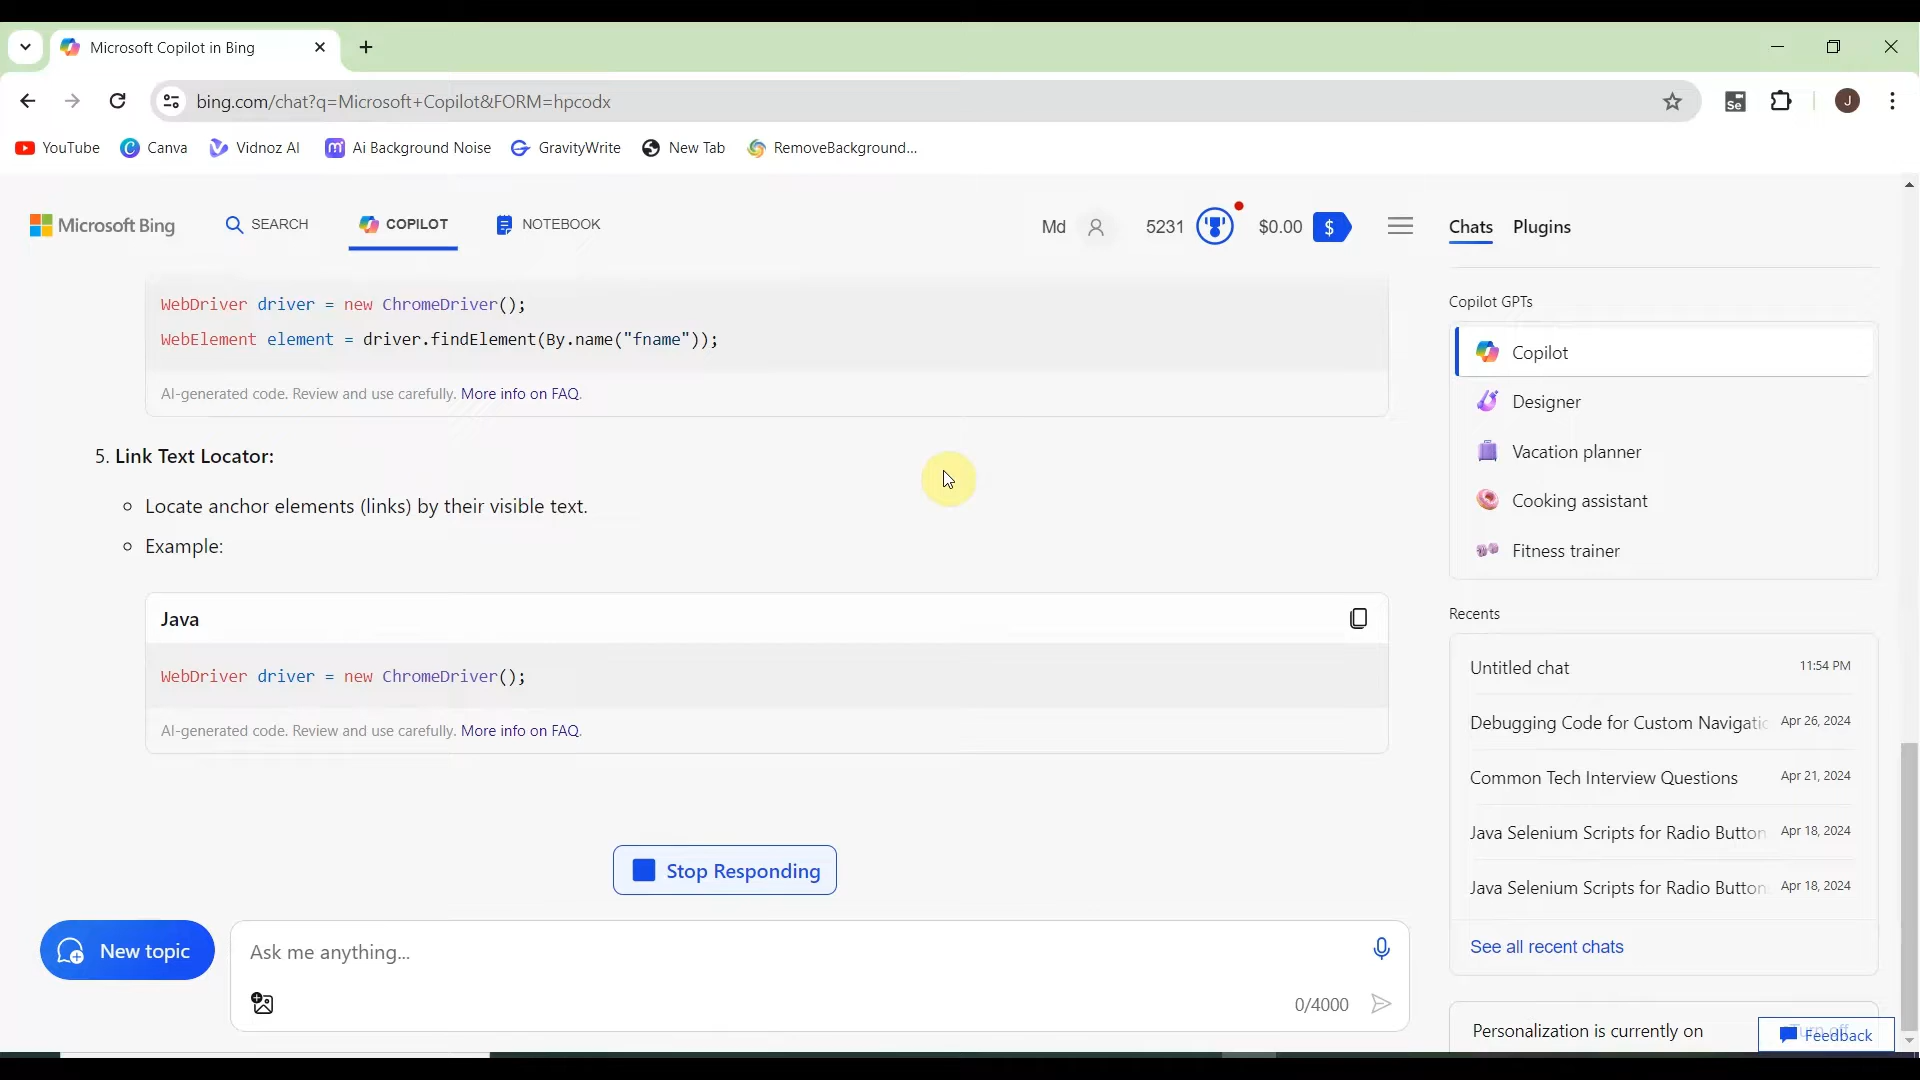 Microsoft Copilot in Bing
bing.com/chat?q=Microsoft+Copilot&FORM=hpcodx
Se
J
YouTube
Canva
Vidnoz AI
Ai Background Noise
GravityWrite
New Tab
RemoveBackground...
Microsoft Bing
SEARCH
COPILOT
NOTEBOOK
Md
5231
$0.00
$
Chats
Plugins
WebDriver driver = new ChromeDriver();
WebElement element = driver.findElement(By.name("fname"));
AI-generated code. Review and use carefully. More info on FAQ.
5. Link Text Locator:
Locate anchor elements (links) by their visible text.
Example:
Java
WebDriver driver = new ChromeDriver();
AI-generated code. Review and use carefully. More info on FAQ.
Stop Responding
New topic
Ask me anything...
0/4000
Copilot GPTs
Copilot
Designer
Vacation planner
Cooking assistant
Fitness trainer
Recents
Untitled chat 11:54 PM
Debugging Code for Custom Navigatic Apr 26, 2024
Common Tech Interview Questions Apr 21, 2024
Java Selenium Scripts for Radio Button Apr 18, 2024
Java Selenium Scripts for Radio Button Apr 18, 2024
See all recent chats
Personalization is currently on
Turn off
Feedback